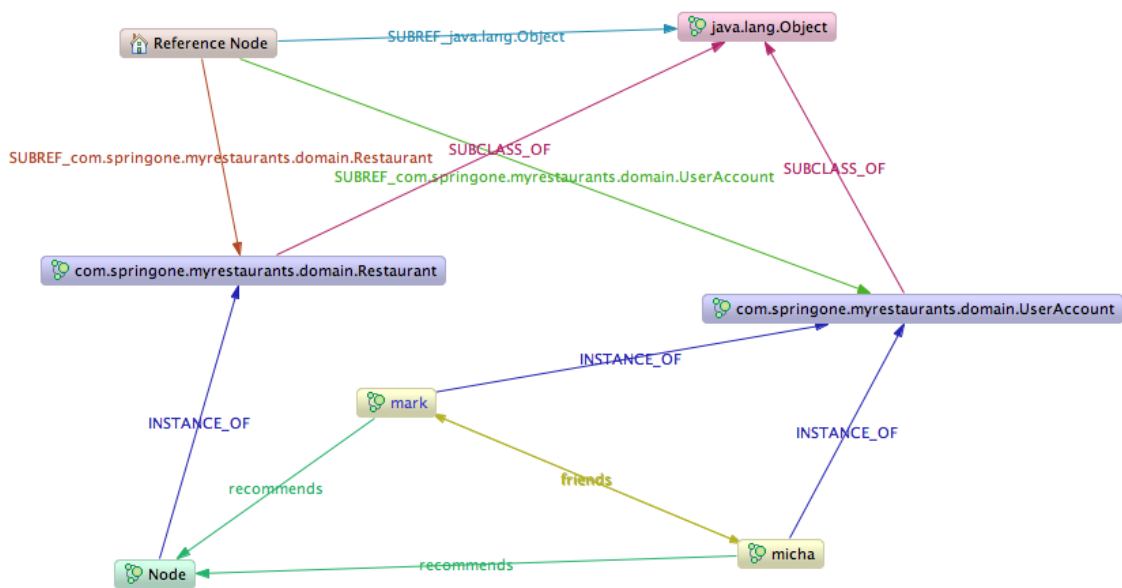 java.lang.Object
Reference Node
SUBREF_java.lang.Object
SUBREF_com.springone.myrestaurants.domain.Restaurant
SUBCLASS_OF
SUBCLASS_OF
SUBREF_com.springone.myrestaurants.domain.UserAccount
com.springone.myrestaurants.domain.Restaurant
com.springone.myrestaurants.domain.UserAccount
INSTANCE_OF
mark
INSTANCE_OF
INSTANCE_OF
friends
recommends
micha
recommends
Node